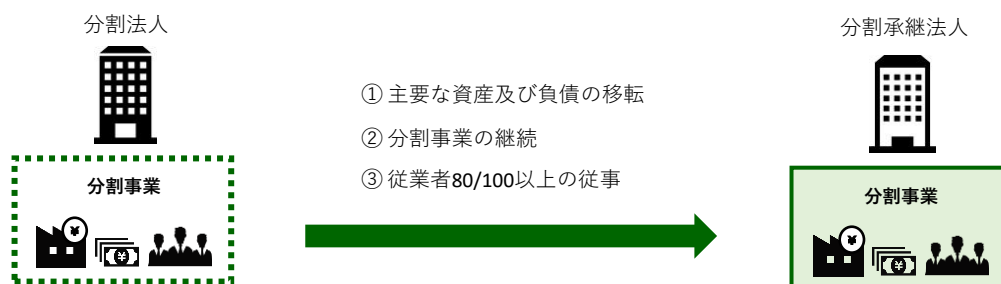 分割法人
分割承継法人
① 主要な資産及び負債の移転
② 分割事業の継続
③ 従業者80/100以上の従事
分割事業
¥
¥
分割事業
¥
¥